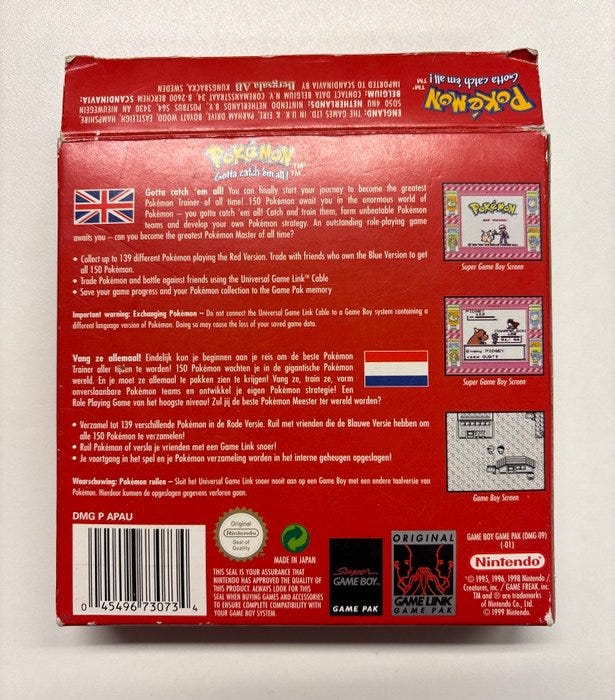 ENGLAND: THE GAMES LTD. IN U.K. & EIRE, PARHAM DRIVE, BOYATT WOOD, EASTLEIGH, HAMPSHIRE,
5O50 4NU NETHERLANDS: NINTENDO NETHERLANDS B.V., POSTBUS 564, 3430 AN NIEUWEGEIN
BELGIUM: CONTACT DATA BELGIUM N.V. COREMANSSTRAAT 34, B-2600 BERCHEM SCANDINAVIA:
IMPORTED TO SCANDINAVIA BY Bergsala AB KUNGSBACKA, SWEDEN
POKéMON™
Gotta catch 'em all!™
POKéMON™
Gotta catch 'em all!™
Gotta catch 'em all! You can finally start your journey to become the greatest
Pokémon Trainer of all time! 150 Pokémon await you in the enormous world of
Pokémon – you gotta catch 'em all! Catch and train them, form unbeatable Pokémon
teams and develop your own Pokémon strategy. An outstanding role-playing game
awaits you – can you become the greatest Pokémon Master of all time?
• Collect up to 139 different Pokémon playing the Red Version. Trade with friends who own the Blue Version to get
all 150 Pokémon.
• Trade Pokémon and battle against friends using the Universal Game Link™ Cable
• Save your game progress and your Pokémon collection to the Game Pak memory
Important warning: Exchanging Pokémon – Do not connect the Universal Game Link Cable to a Game Boy system containing a
different language version of Pokémon. Doing so may cause the loss of your saved game data.
Vang ze allemaal! Eindelijk kun je beginnen aan je reis om de beste Pokémon
Trainer aller tijden te worden! 150 Pokémon wachten je in de gigantische Pokémon
wereld. En je moet ze allemaal te pakken zien te krijgen! Vang ze, train ze, vorm
onverslaanbare Pokémon teams en ontwikkel je eigen Pokémon strategie! Een
Role Playing Game van het hoogste niveau! Zul jij de beste Pokémon Meester ter wereld worden?
• Verzamel tot 139 verschillende Pokémon in de Rode Versie. Ruil met vrienden die de Blauwe Versie hebben om
alle 150 Pokémon te verzamelen!
• Ruil Pokémon of versla je vrienden met een Game Link snoer!
• Je voortgang in het spel en je Pokémon verzameling worden in het interne geheugen opgeslagen!
Waarschuwing: Pokémon ruilen – Sluit het Universal Game Link snoer nooit aan op een Game Boy met een andere taalversie van
Pokémon. Hierdoor kunnen de opgeslagen gegevens verloren gaan.
POKéMON
Super Game Boy Screen
PIDGEY
CHARMELEON
Enemy PIDGEY
used GUST!
Super Game Boy Screen
Game Boy Screen
DMG P APAU
0 45496 73073 4
Original
Nintendo
Seal of
Quality
MADE IN JAPAN
THIS SEAL IS YOUR ASSURANCE THAT
NINTENDO HAS APPROVED THE QUALITY OF
THIS PRODUCT. ALWAYS LOOK FOR THIS
SEAL WHEN BUYING GAMES AND ACCESSORIES
TO ENSURE COMPLETE COMPATIBILITY WITH
YOUR GAME BOY SYSTEM.
Super
GAME BOY™
GAME PAK
ORIGINAL
GAME LINK
GAME PAK
GAME BOY GAME PAK (DMG-09)
(-01)
Nintendo®
©1995, 1996, 1998 Nintendo /
Creatures, inc. / GAME FREAK, inc.
TM and ® are trademarks
of Nintendo Co., Ltd.
© 1999 Nintendo.